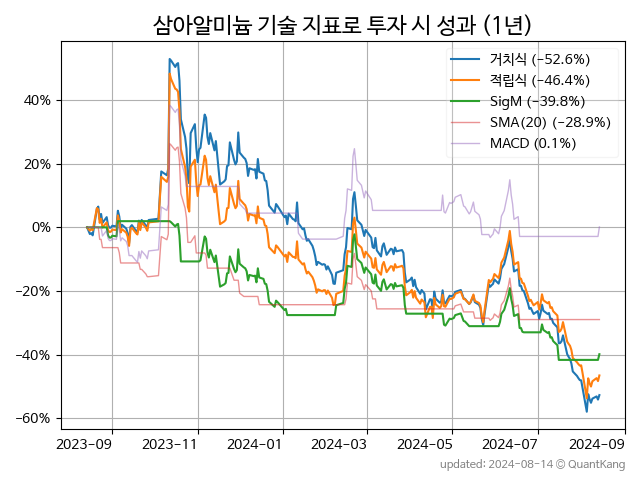 삼아알미늄 기술 지표로 투자 시 성과 (1년)
거치식 (−52.6%)
적립식 (−46.4%)
SigM (−39.8%)
SMA(20) (−28.9%)
MACD (0.1%)
40%
20%
0%
−20%
−40%
−60%
2023-09 2023-11 2024-01 2024-03 2024-05 2024-07 2024-09
updated: 2024-08-14 © QuantKang